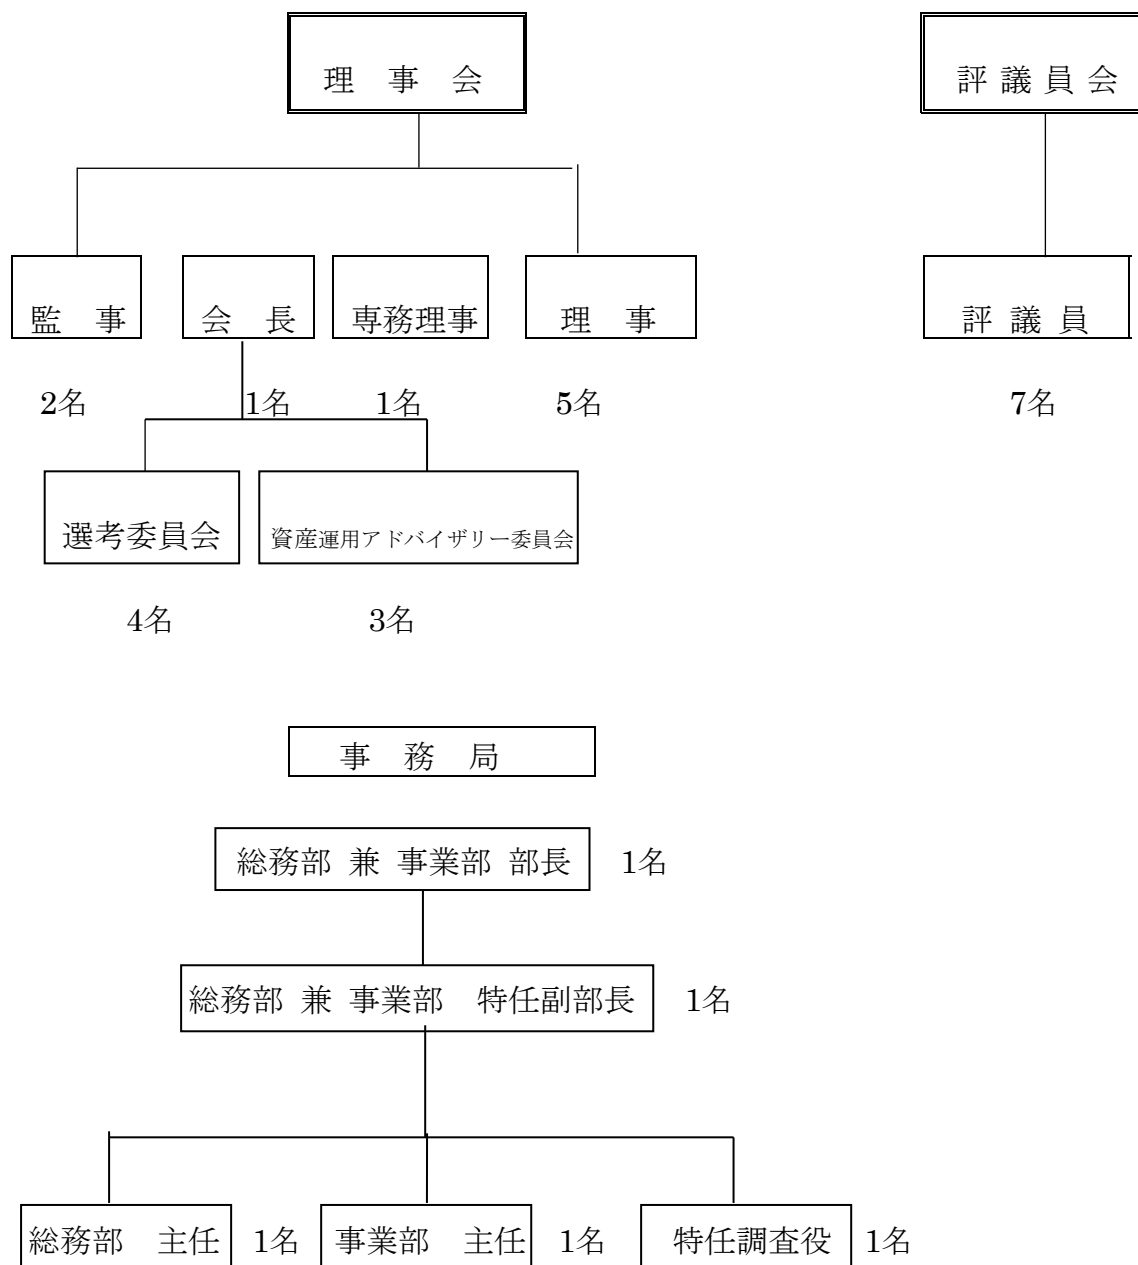 理 事 会
評 議 員 会
監 事
会 長
専務理事
理 事
評 議 員
2名
1名
1名
5名
7名
選考委員会
資産運用アドバイザリー委員会
4名
3名
事 務 局
総務部 兼 事業部 部長 1名
総務部 兼 事業部 特任副部長 1名
総務部 主任 1名
事業部 主任 1名
特任調査役 1名